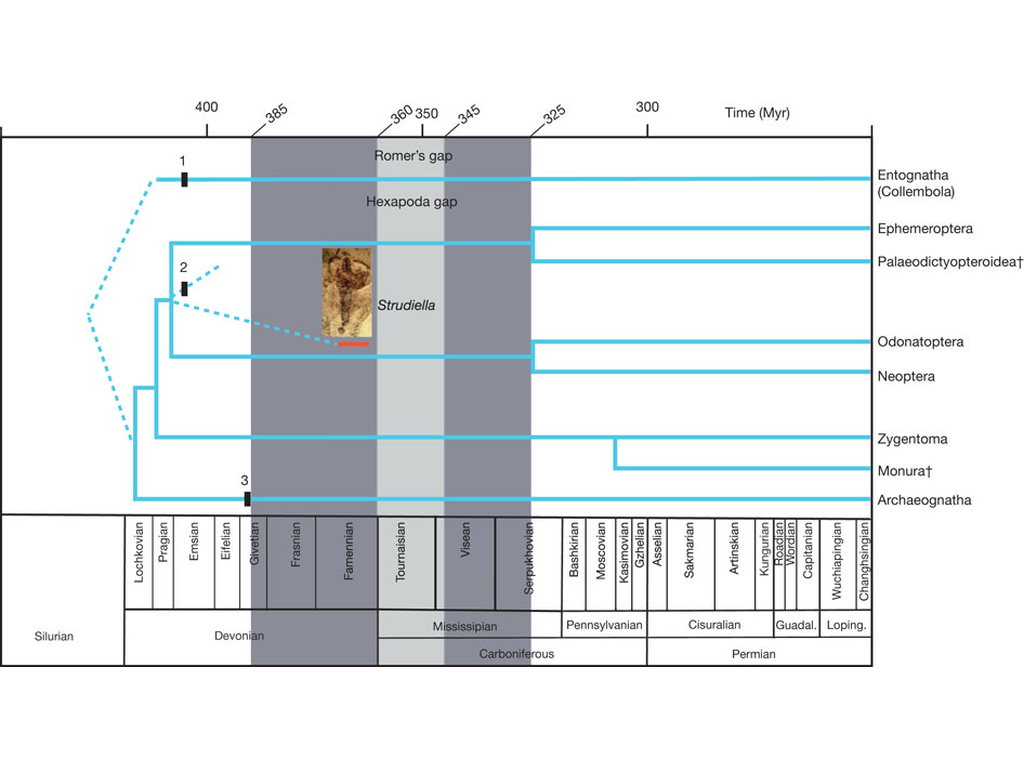 400
385
360
350
345
325
300
Time (Myr)
Romer's gap
1
Entognatha
(Collembola)
Hexapoda gap
Ephemeroptera
Palaeodictyopteroidea†
2
Strudiella
Odonatoptera
Neoptera
Zygentoma
Monura†
3
Archaeognatha
Lochkovian
Pragian
Emsian
Eifelian
Givetian
Frasnian
Famennian
Tournaisian
Visean
Serpukhovian
Bashkirian
Moscovian
Kasimovian
Gzhelian
Asselian
Sakmarian
Artinskian
Kungurian
Roadian
Wordian
Capitanian
Wuchiapingian
Changhsingian
Silurian
Devonian
Mississipian
Pennsylvanian
Cisuralian
Guadal.
Loping.
Carboniferous
Permian